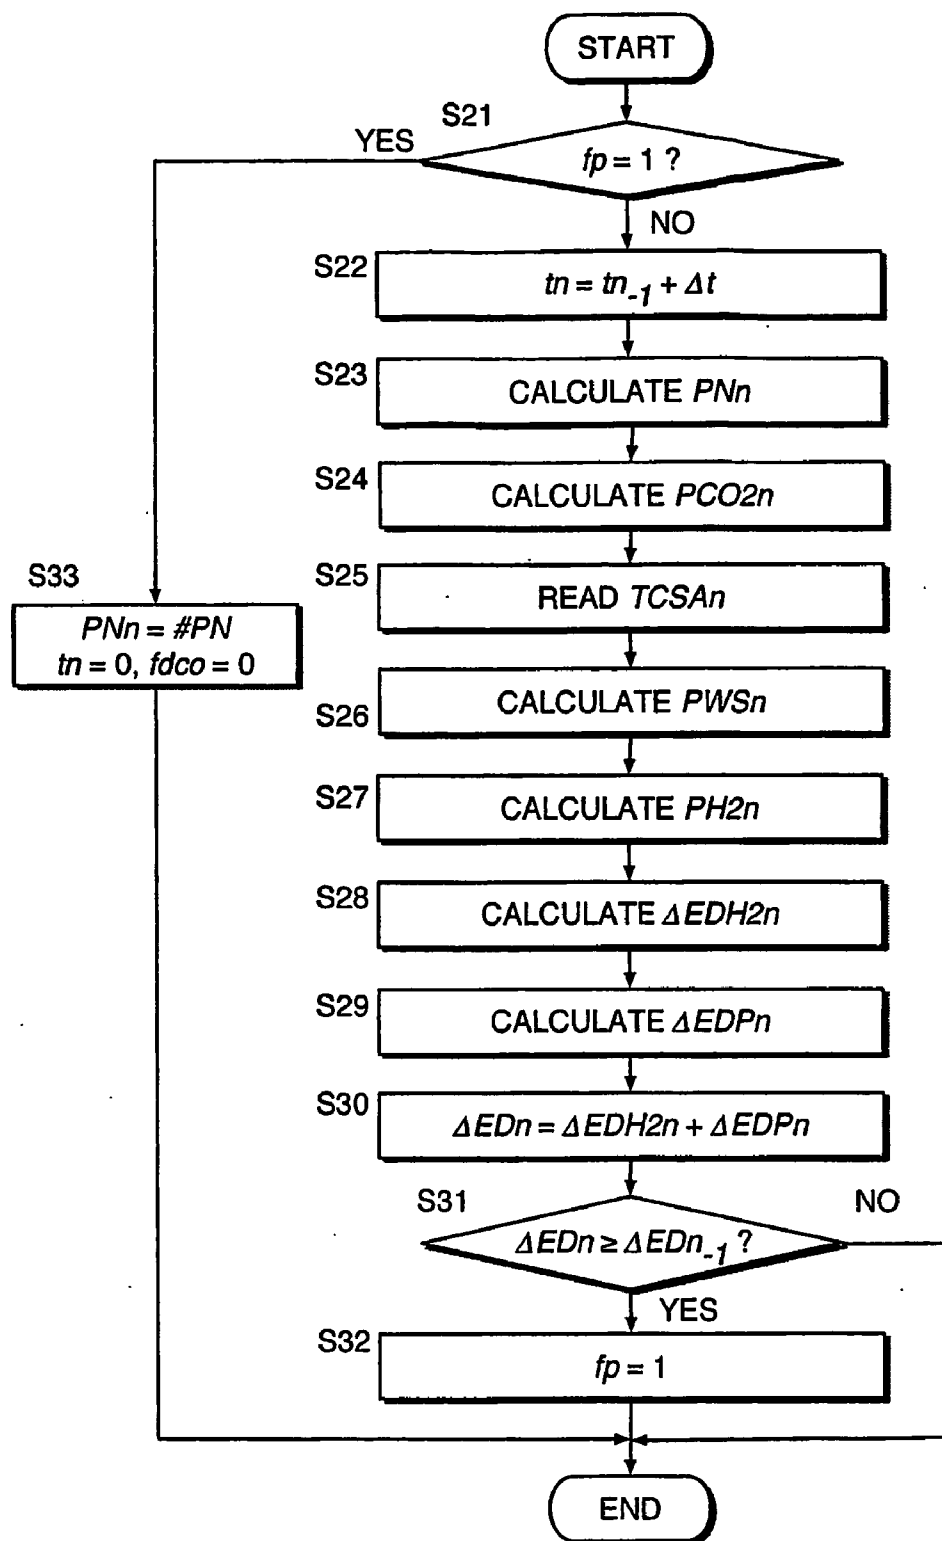 START
S21
YES
fp = 1 ?
NO
S22
tn = tn-1 + Δt
S23
CALCULATE PNn
S24
CALCULATE PCO2n
S25
READ TCSAn
S33
PNn = #PN
tn = 0, fdco = 0
S26
CALCULATE PWSn
S27
CALCULATE PH2n
S28
CALCULATE ΔEDH2n
S29
CALCULATE ΔEDPn
S30
ΔEDn = ΔEDH2n + ΔEDPn
S31
NO
ΔEDn ≥ ΔEDn-1 ?
YES
S32
fp = 1
END